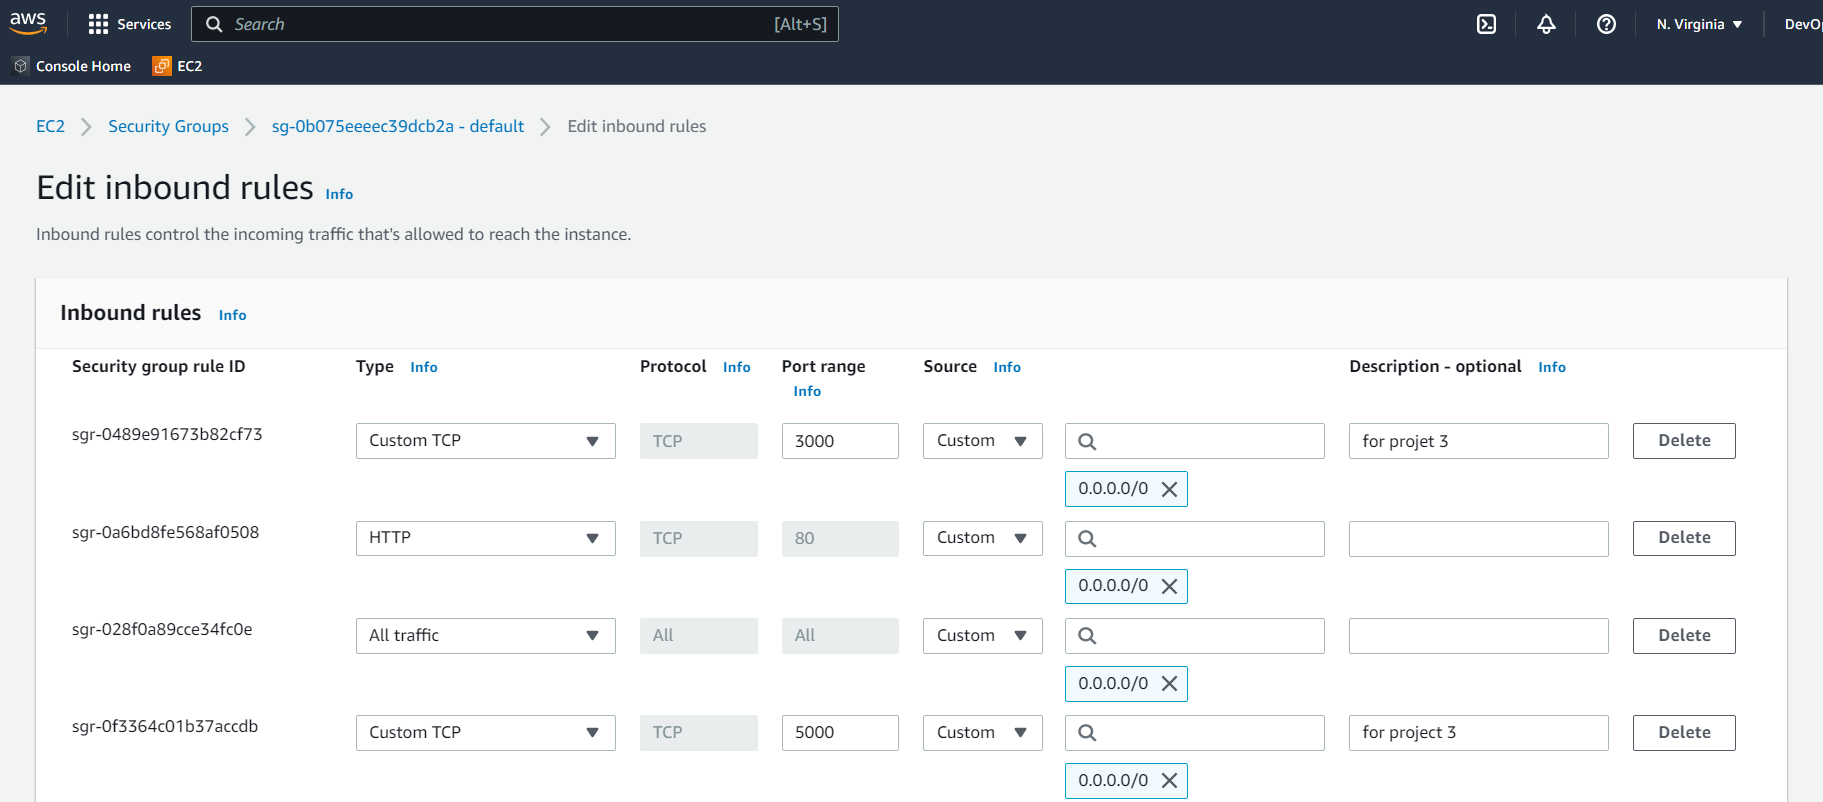 aws Services Search [Alt+S] N. Virginia DevOp
Console Home EC2
EC2 Security Groups sg-0b075eeeec39dcb2a - default Edit inbound rules
Edit inbound rules Info
Inbound rules control the incoming traffic that's allowed to reach the instance.
Inbound rules Info
Security group rule ID Type Info Protocol Info Port range Source Info Description - optional Info
Info
sgr-0489e91673b82cf73 Custom TCP TCP 3000 Custom for projet 3 Delete
0.0.0.0/0
sgr-0a6bd8fe568af0508 HTTP TCP 80 Custom Delete
0.0.0.0/0
sgr-028f0a89cce34fc0e All traffic All All Custom Delete
0.0.0.0/0
sgr-0f3364c01b37accdb Custom TCP TCP 5000 Custom for project 3 Delete
0.0.0.0/0